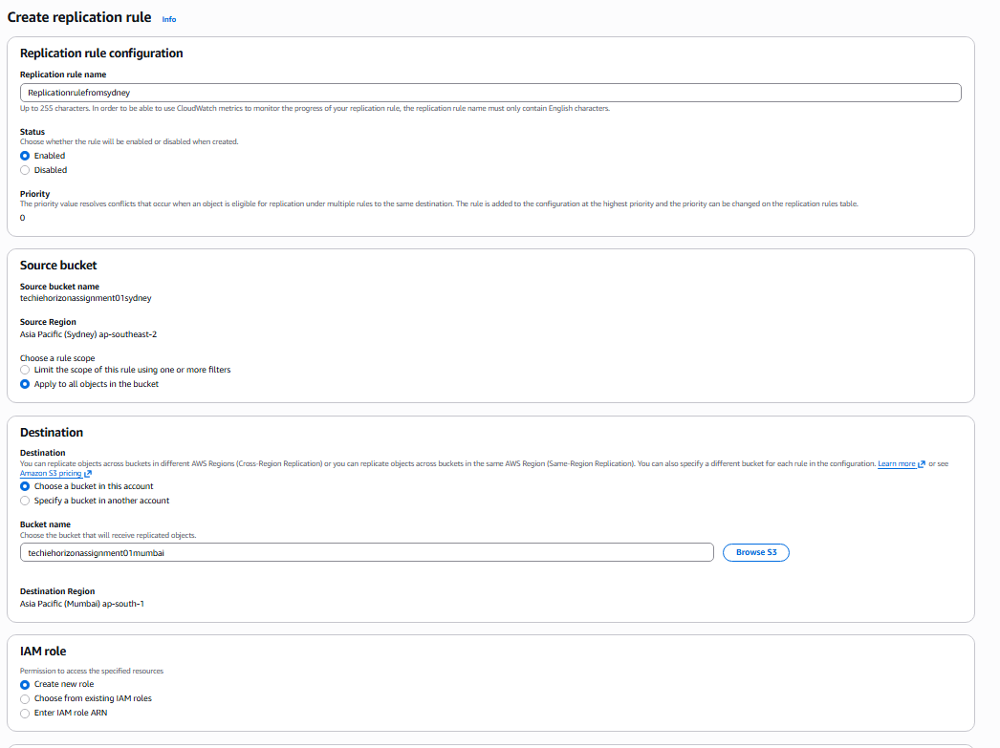 Create replication rule Info
Replication rule configuration
Replication rule name
Replicationrulefromsydney
Up to 255 characters. In order to be able to use CloudWatch metrics to monitor the progress of your replication rule, the replication rule name must only contain English characters.
Status
Choose whether the rule will be enabled or disabled when created.
Enabled
Disabled
Priority
The priority value resolves conflicts that occur when an object is eligible for replication under multiple rules to the same destination. The rule is added to the configuration at the highest priority and the priority can be changed on the replication rules table.
0
Source bucket
Source bucket name
techiehorizonassignment01sydney
Source Region
Asia Pacific (Sydney) ap-southeast-2
Choose a rule scope
Limit the scope of this rule using one or more filters
Apply to all objects in the bucket
Destination
Destination
You can replicate objects across buckets in different AWS Regions (Cross-Region Replication) or you can replicate objects across buckets in the same AWS Region (Same-Region Replication). You can also specify a different bucket for each rule in the configuration. Learn more or see
Amazon S3 pricing
Choose a bucket in this account
Specify a bucket in another account
Bucket name
Choose the bucket that will receive replicated objects.
techiehorizonassignment01mumbai
Browse S3
Destination Region
Asia Pacific (Mumbai) ap-south-1
IAM role
Permission to access the specified resources
Create new role
Choose from existing IAM roles
Enter IAM role ARN